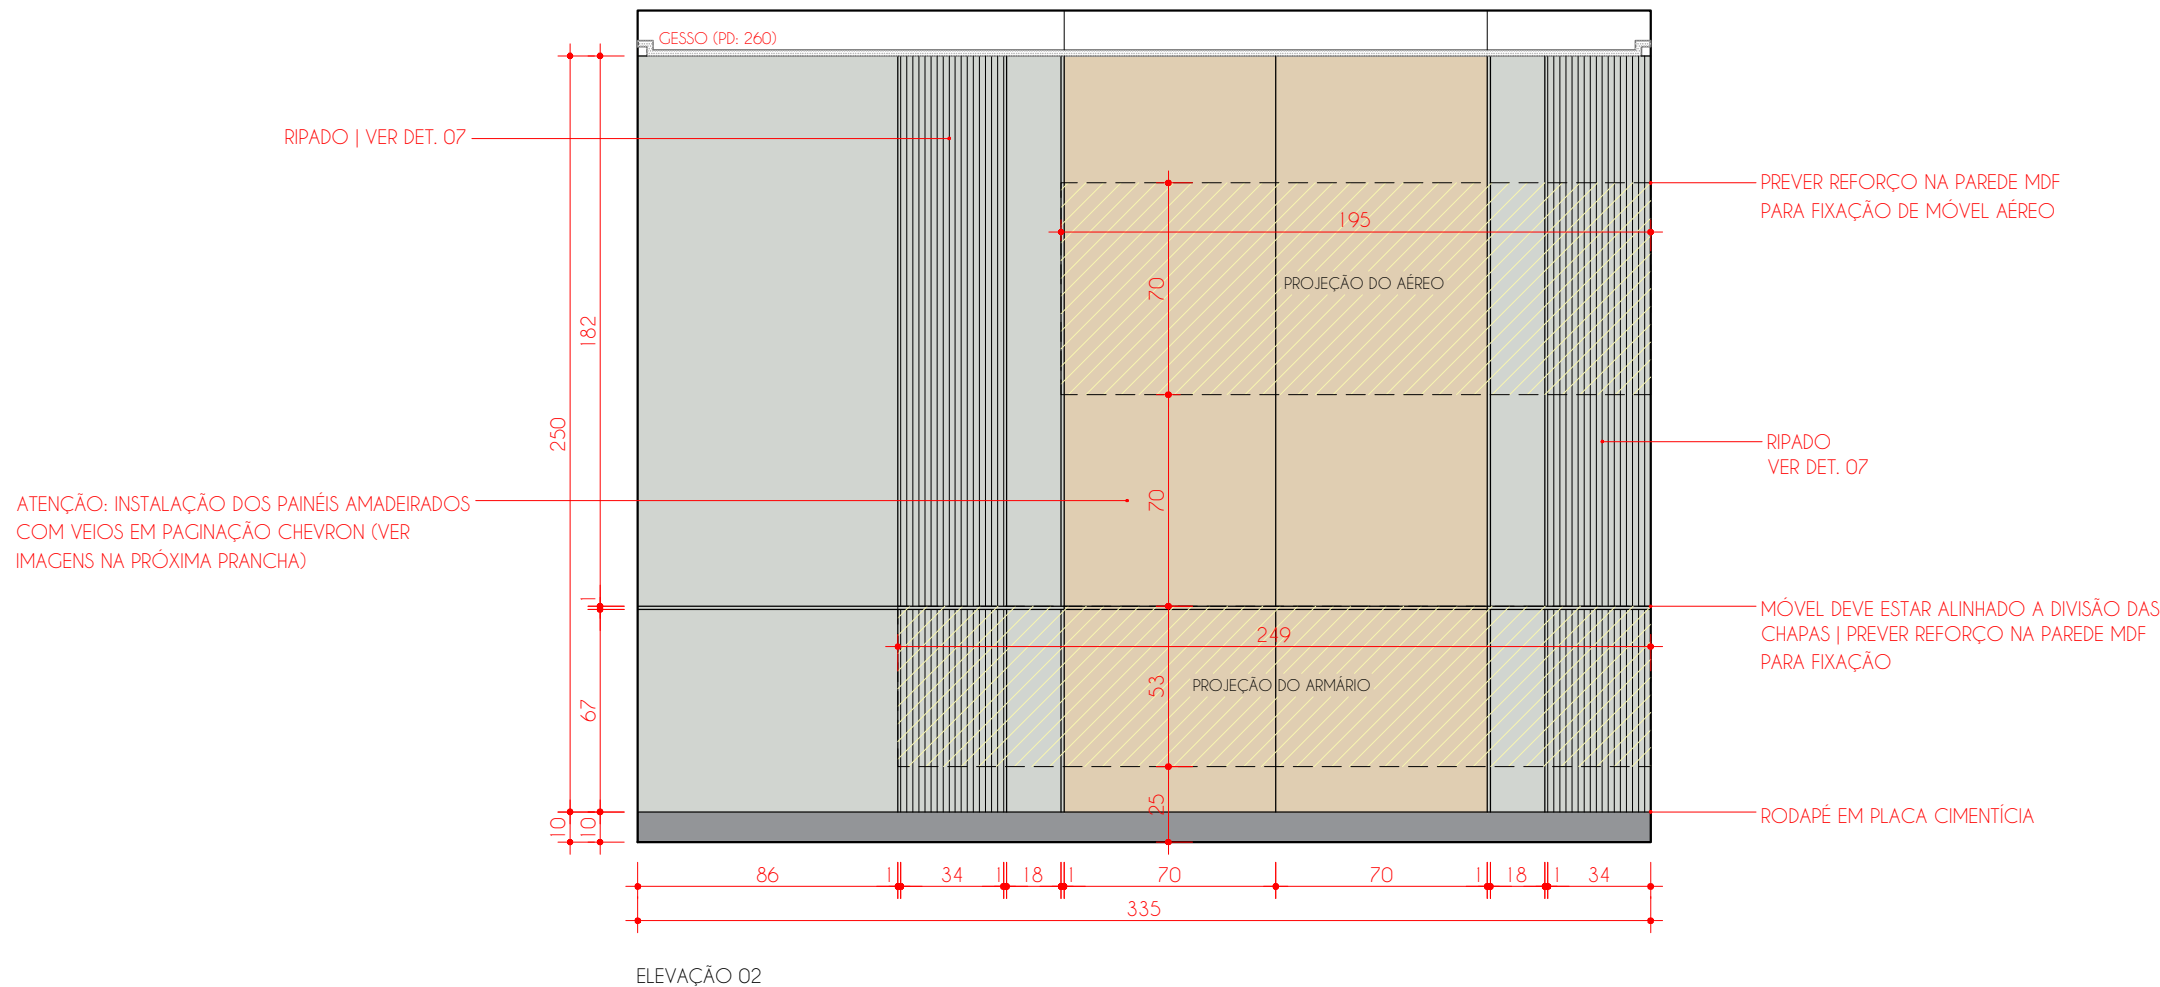 GESSO (PD: 260)
RIPADO | VER DET. 07
PREVER REFORÇO NA PAREDE MDF
PARA FIXAÇÃO DE MÓVEL AÉREO
195
70
PROJEÇÃO DO AÉREO
182
250
RIPADO
VER DET. 07
ATENÇÃO: INSTALAÇÃO DOS PAINÉIS AMADEIRADOS
COM VEIOS EM PAGINAÇÃO CHEVRON (VER
IMAGENS NA PRÓXIMA PRANCHA)
70
1
MÓVEL DEVE ESTAR ALINHADO A DIVISÃO DAS
CHAPAS | PREVER REFORÇO NA PAREDE MDF
PARA FIXAÇÃO
249
53
PROJEÇÃO DO ARMÁRIO
67
25
RODAPÉ EM PLACA CIMENTÍCIA
10
10
86
1
34
1
18
1
70
70
1
18
1
34
335
ELEVAÇÃO 02